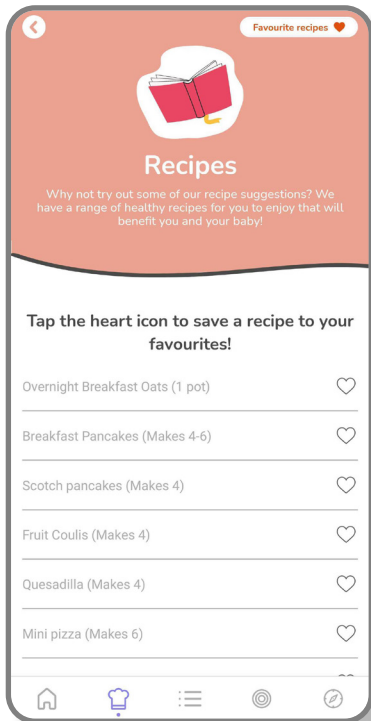 Favourite recipes
Recipes
Why not try out some of our recipe suggestions? We
have a range of healthy recipes for you to enjoy that will
benefit you and your baby!
Tap the heart icon to save a recipe to your
favourites!
Overnight Breakfast Oats (1 pot)
Breakfast Pancakes (Makes 4-6)
Scotch pancakes (Makes 4)
Fruit Coulis (Makes 4)
Quesadilla (Makes 4)
Mini pizza (Makes 6)